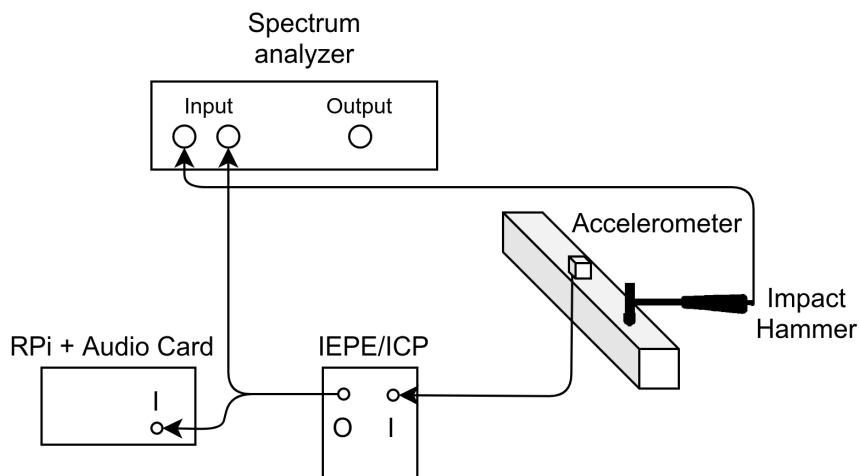 Spectrum
analyzer
Input
Output
Accelerometer
Impact
Hammer
RPi + Audio Card
IEPE/ICP
I
O
I